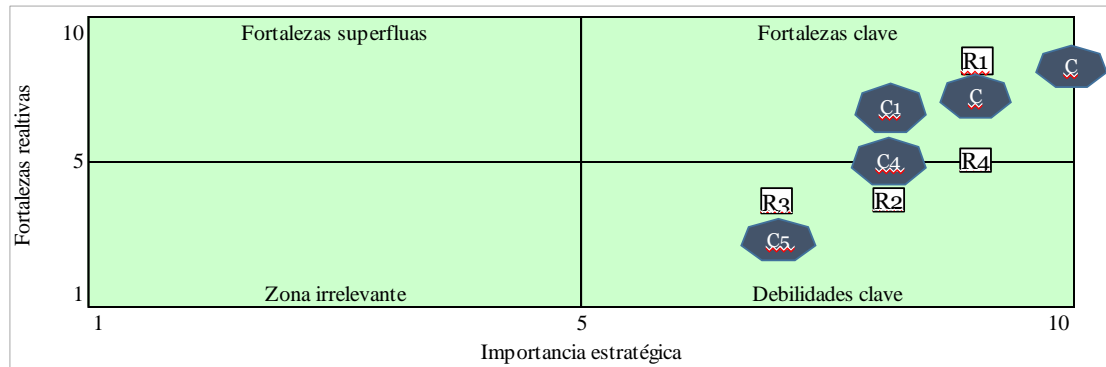 10
Fortalezas superfluas
Fortalezas clave
R1
C
C
C1
Fortalezas realtivas
5
C4
R4
R3
R2
C5
1
Zona irrelevante
Debilidades clave
1
5
10
Importancia estratégica